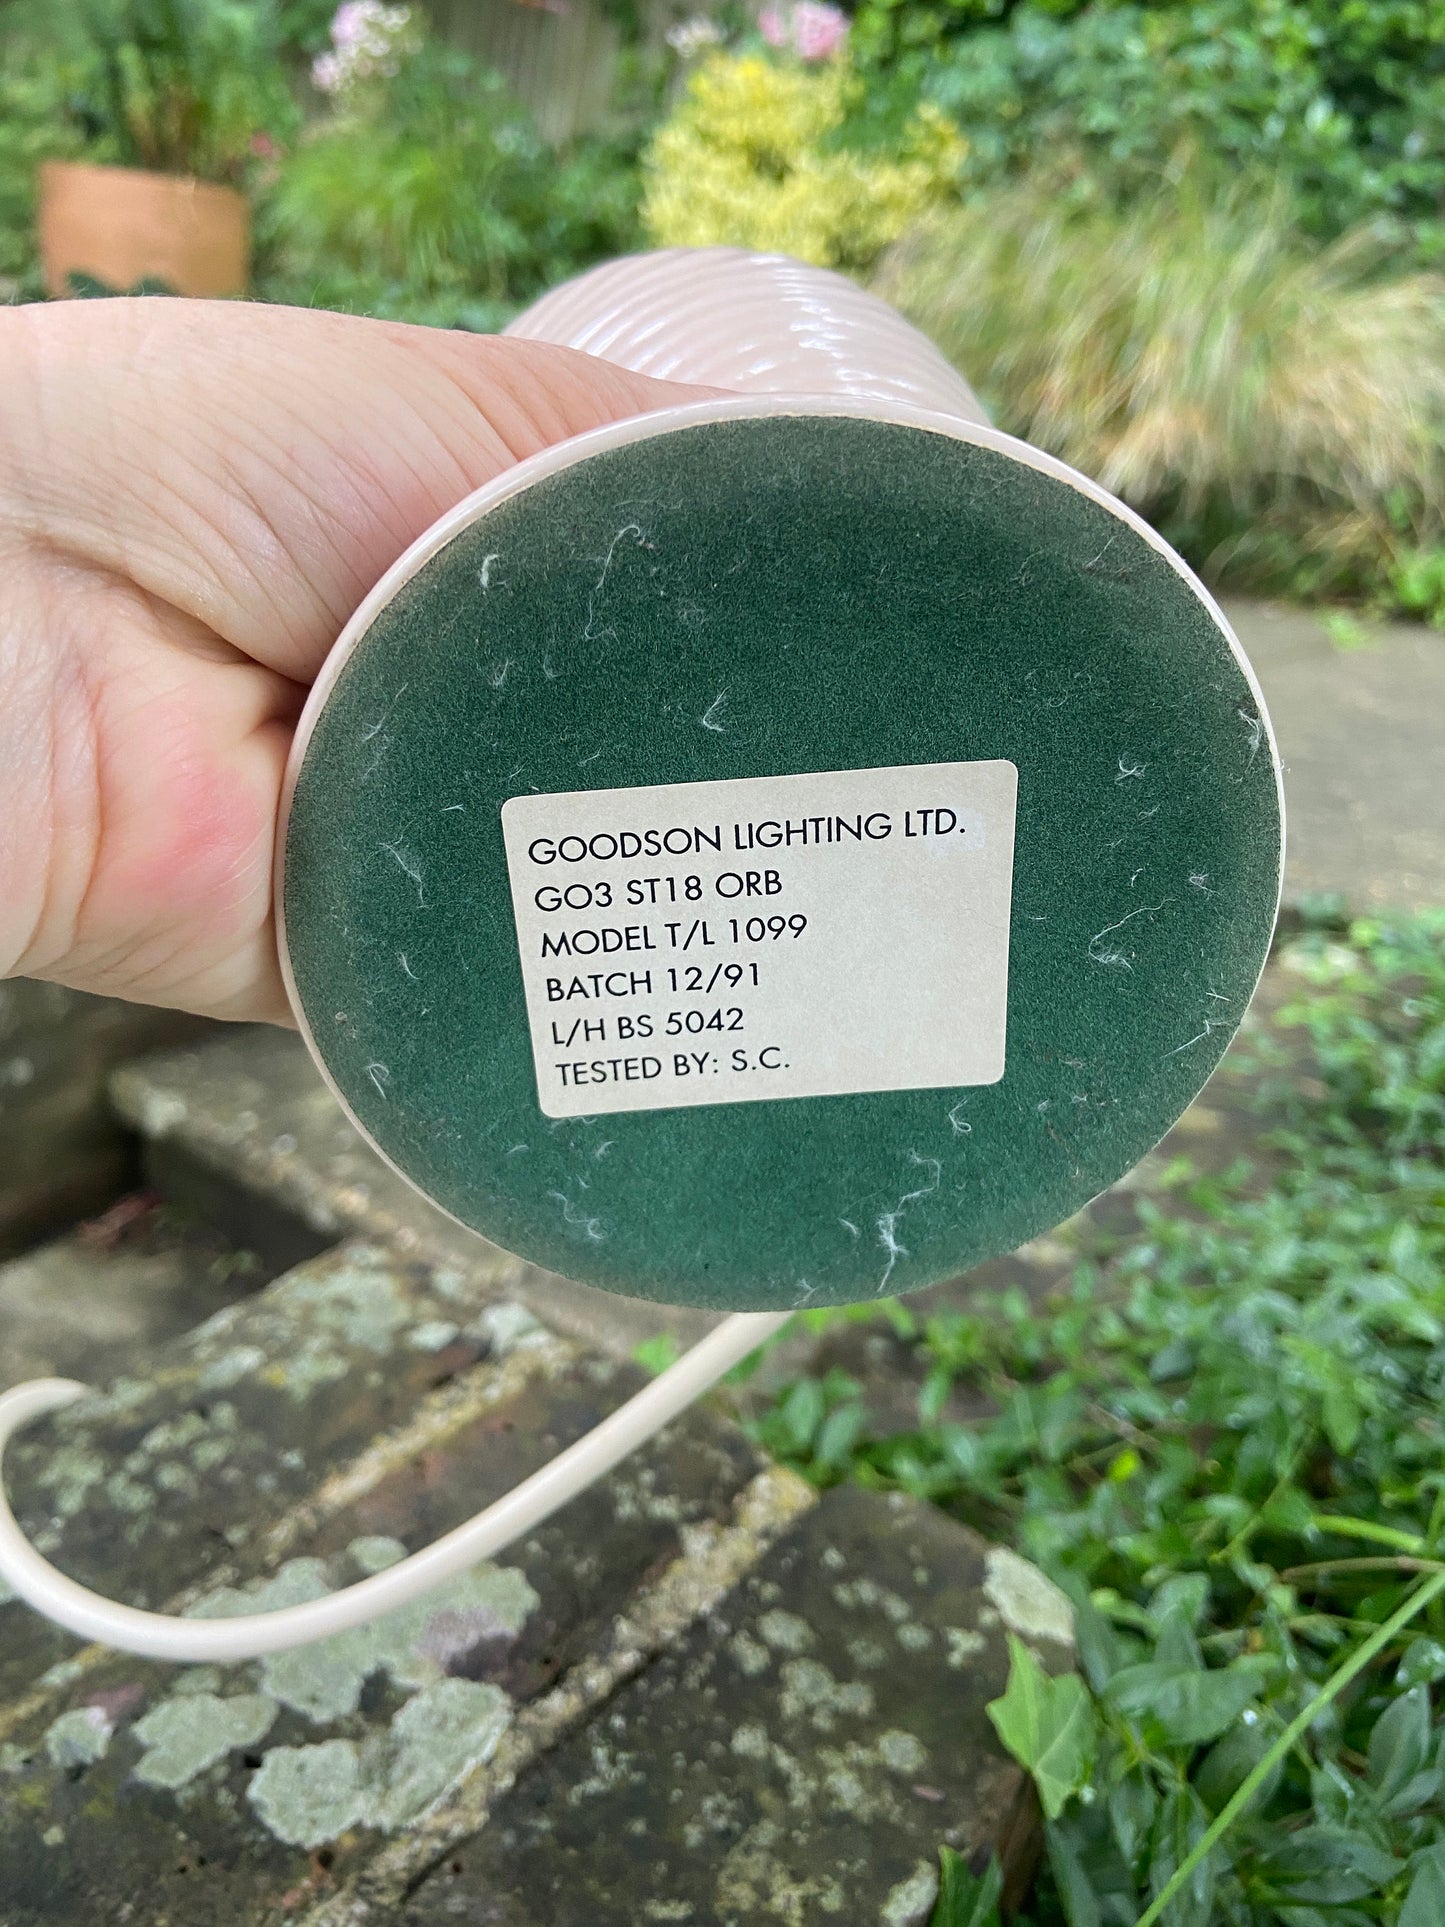 GOODSON LIGHTING LTD.
GO3 ST18 ORB
MODEL T/L 1099
BATCH 12/91
L/H BS 5042
TESTED BY: S.C.